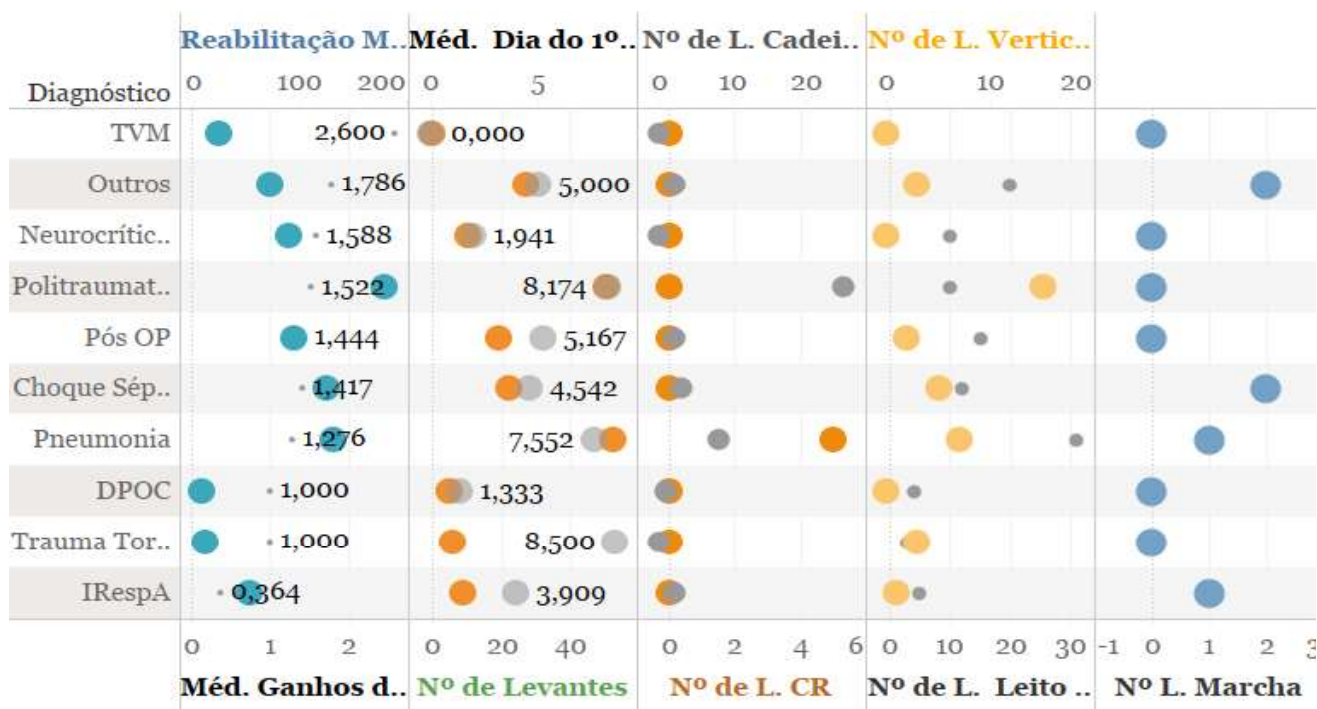 Reabilitação M.. Méd. Dia do 1º.. Nº de L. Cadei.. Nº de L. Vertic..
Diagnóstico 0 100 200 0 5 0 10 20 0 10 20
TVM 2,600 0,000
Outros 1,786 5,000
Neurocrític.. 1,588 1,941
Politraumat.. 1,522 8,174
Pós OP 1,444 5,167
Choque Sép.. 1,417 4,542
Pneumonia 1,276 7,552
DPOC 1,000 1,333
Trauma Tor.. 1,000 8,500
IRespA 0,364 3,909
0 1 2 0 20 40 0 2 4 6 0 10 20 30 -1 0 1 2 3
Méd. Ganhos d.. Nº de Levantes Nº de L. CR Nº de L. Leito .. Nº L. Marcha